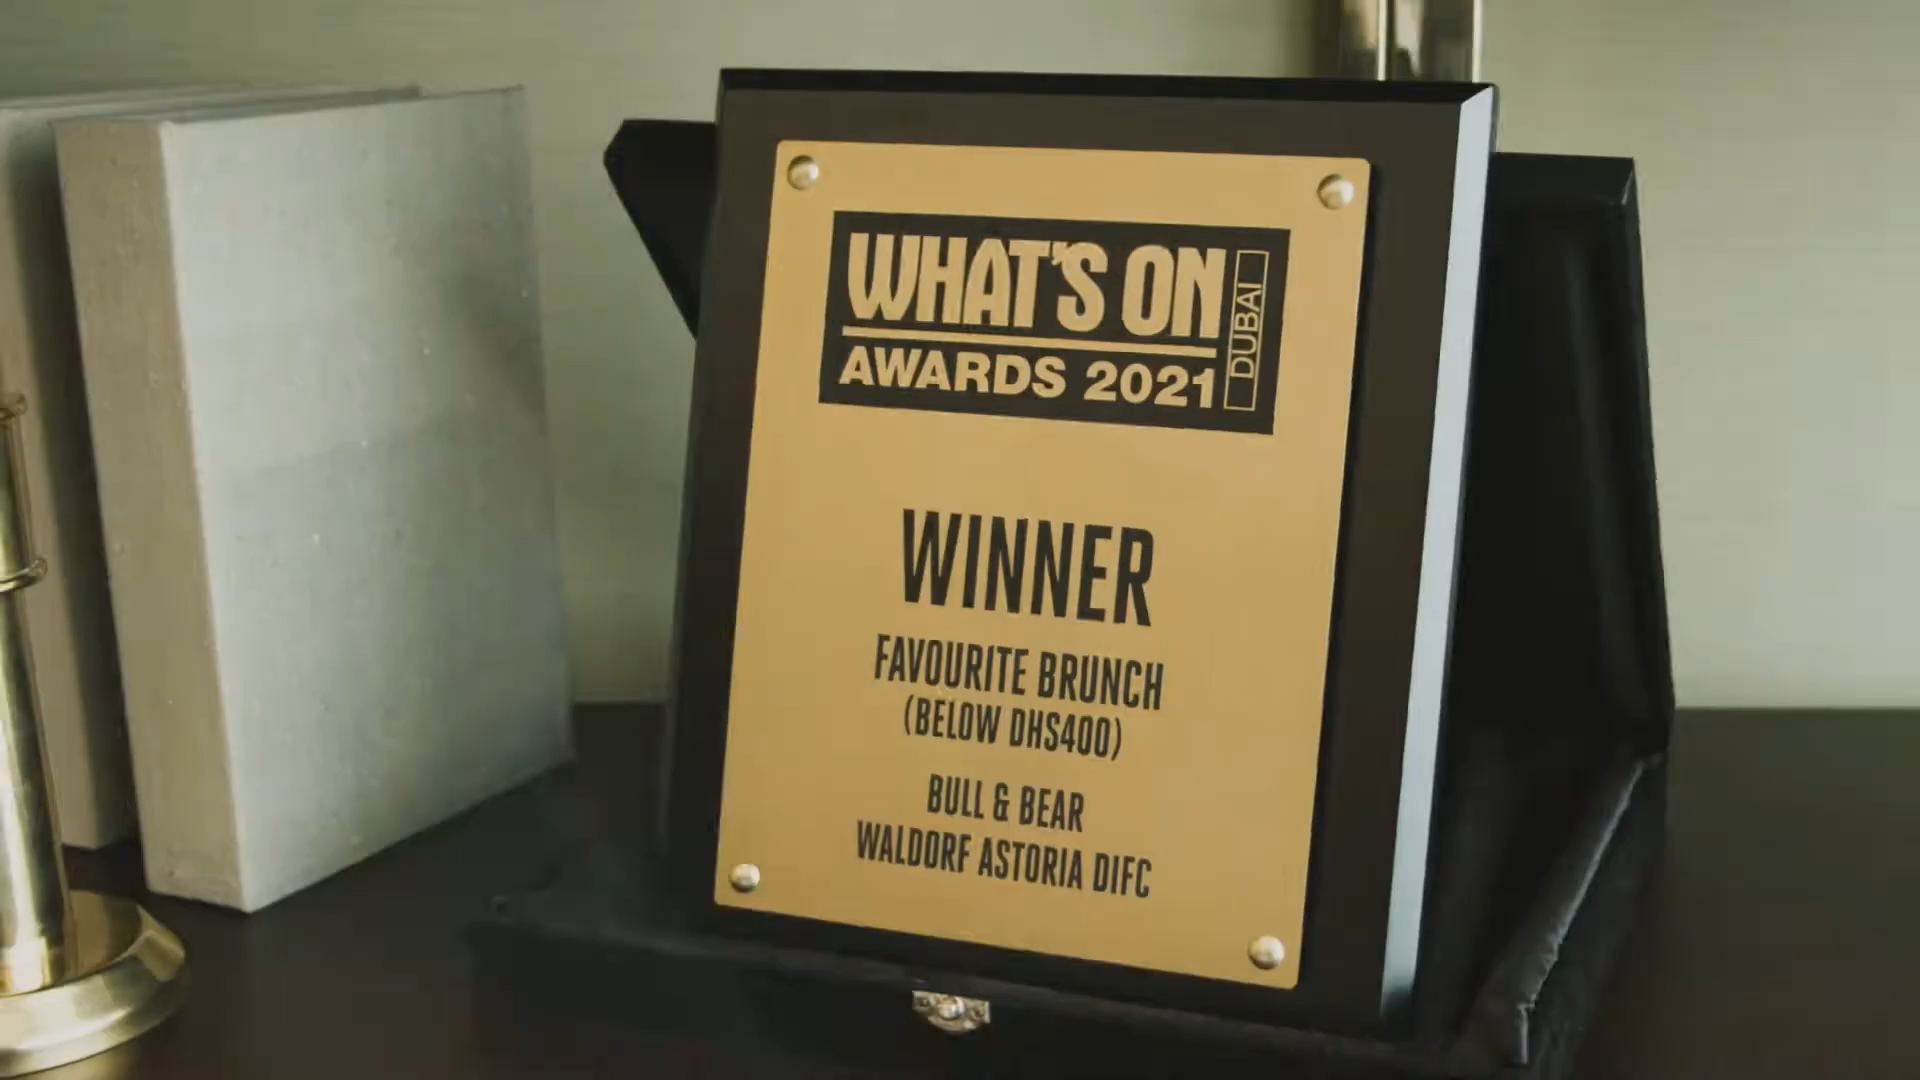 WHAT'S ON
DUBAI
AWARDS 2021
WINNER
FAVOURITE BRUNCH
(BELOW DHS400)
BULL & BEAR
WALDORF ASTORIA DIFC